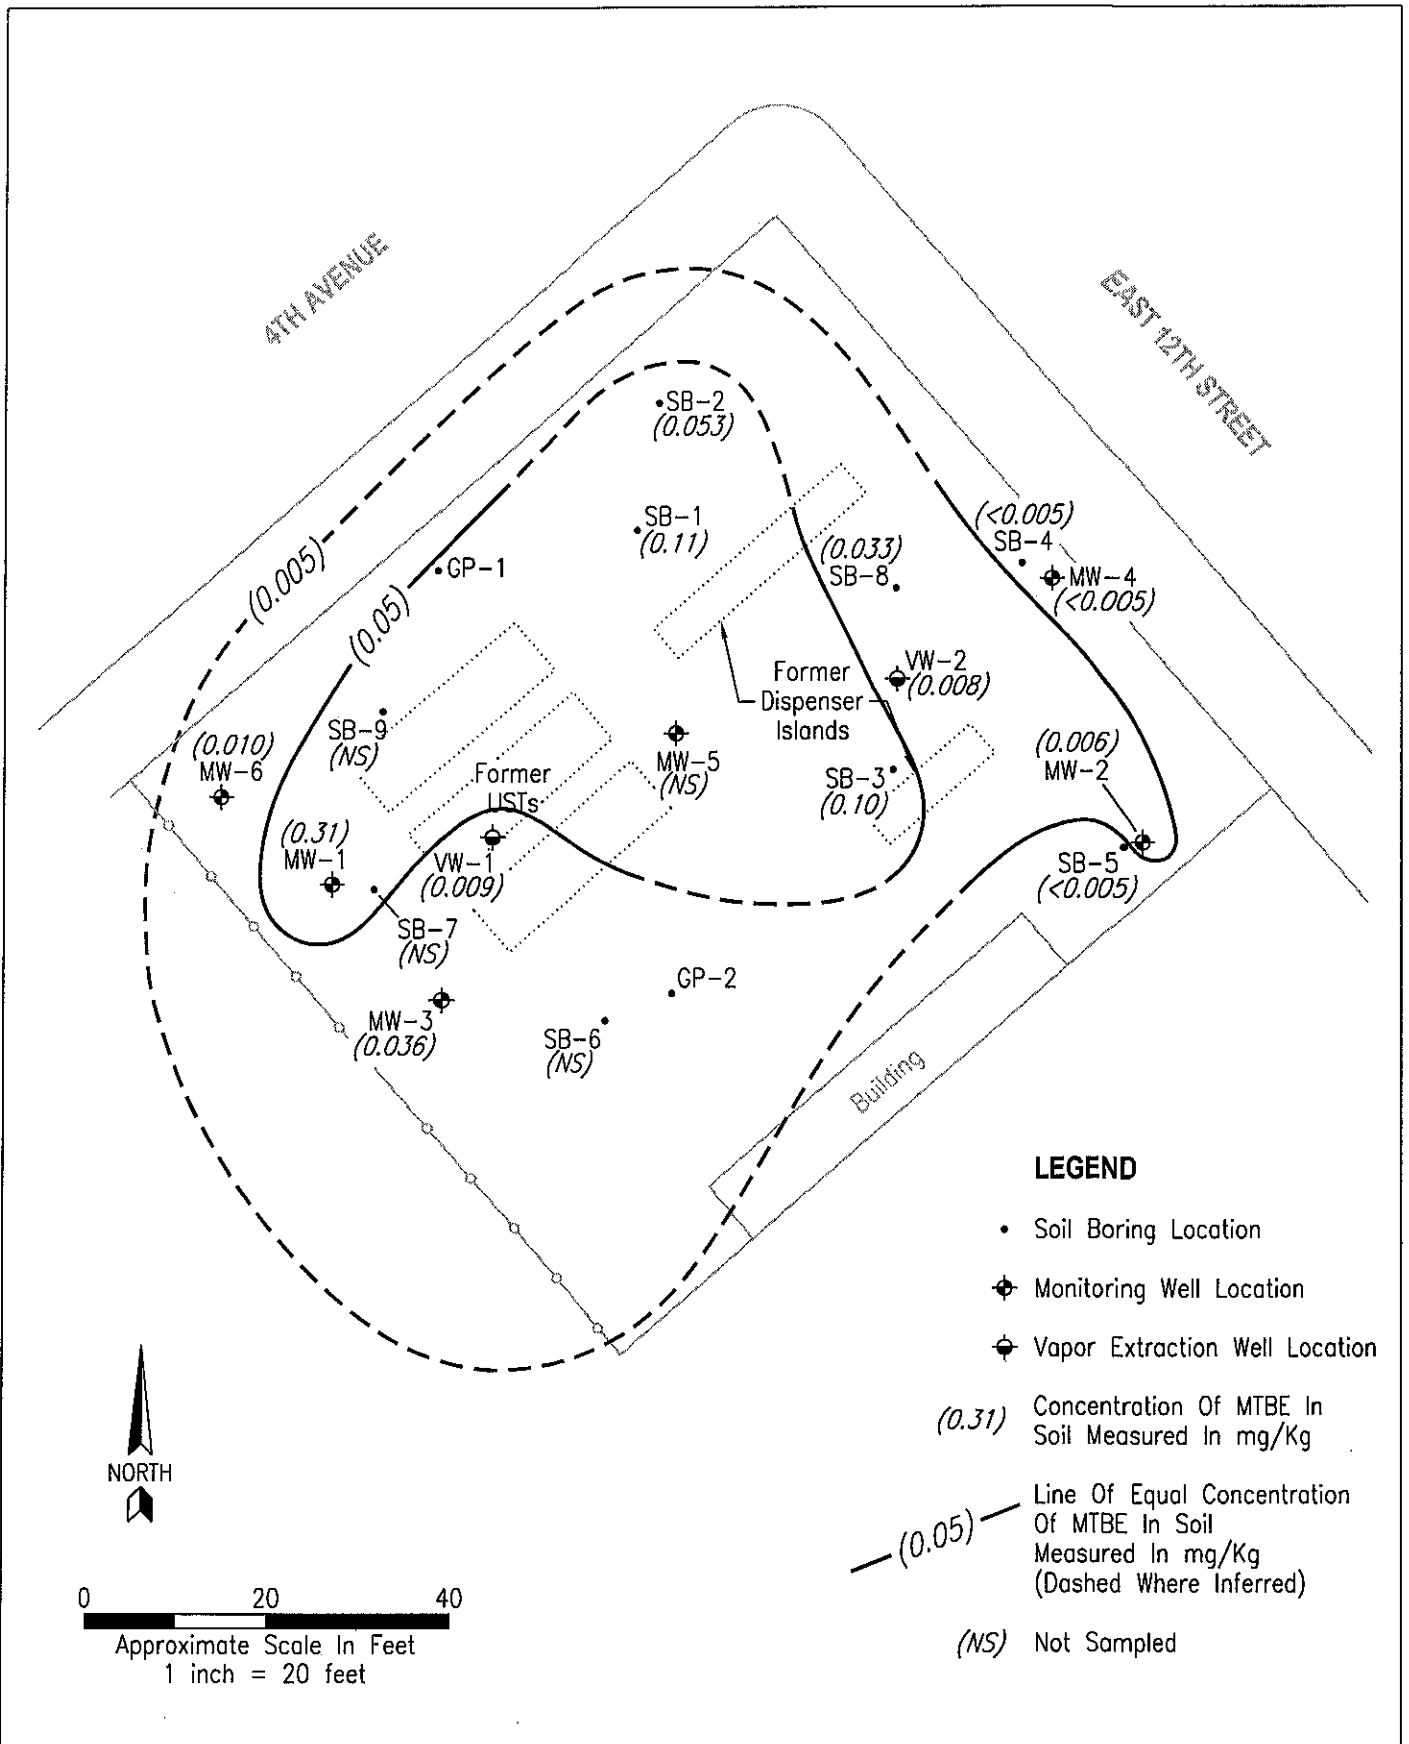 4TH AVENUE
EAST 12TH STREET
SB-2
(0.053)
SB-1
(0.11)
(<0.005)
SB-4
(0.033)
SB-8
MW-4
(<0.005)
GP-1
(0.005)
(0.05)
VW-2
(0.008)
Former
Dispenser
Islands
SB-9
(NS)
(0.010)
MW-6
MW-5
(NS)
(0.006)
MW-2
Former
USTs
SB-3
(0.10)
(0.31)
MW-1
VW-1
(0.009)
SB-5
(<0.005)
SB-7
(NS)
GP-2
MW-3
(0.036)
SB-6
(NS)
Building
LEGEND
Soil Boring Location
Monitoring Well Location
Vapor Extraction Well Location
(0.31) Concentration Of MTBE In
Soil Measured In mg/Kg
Line Of Equal Concentration
Of MTBE In Soil
(0.05) Measured In mg/Kg
(Dashed Where Inferred)
(NS) Not Sampled
NORTH
0 20 40
Approximate Scale In Feet
1 inch = 20 feet